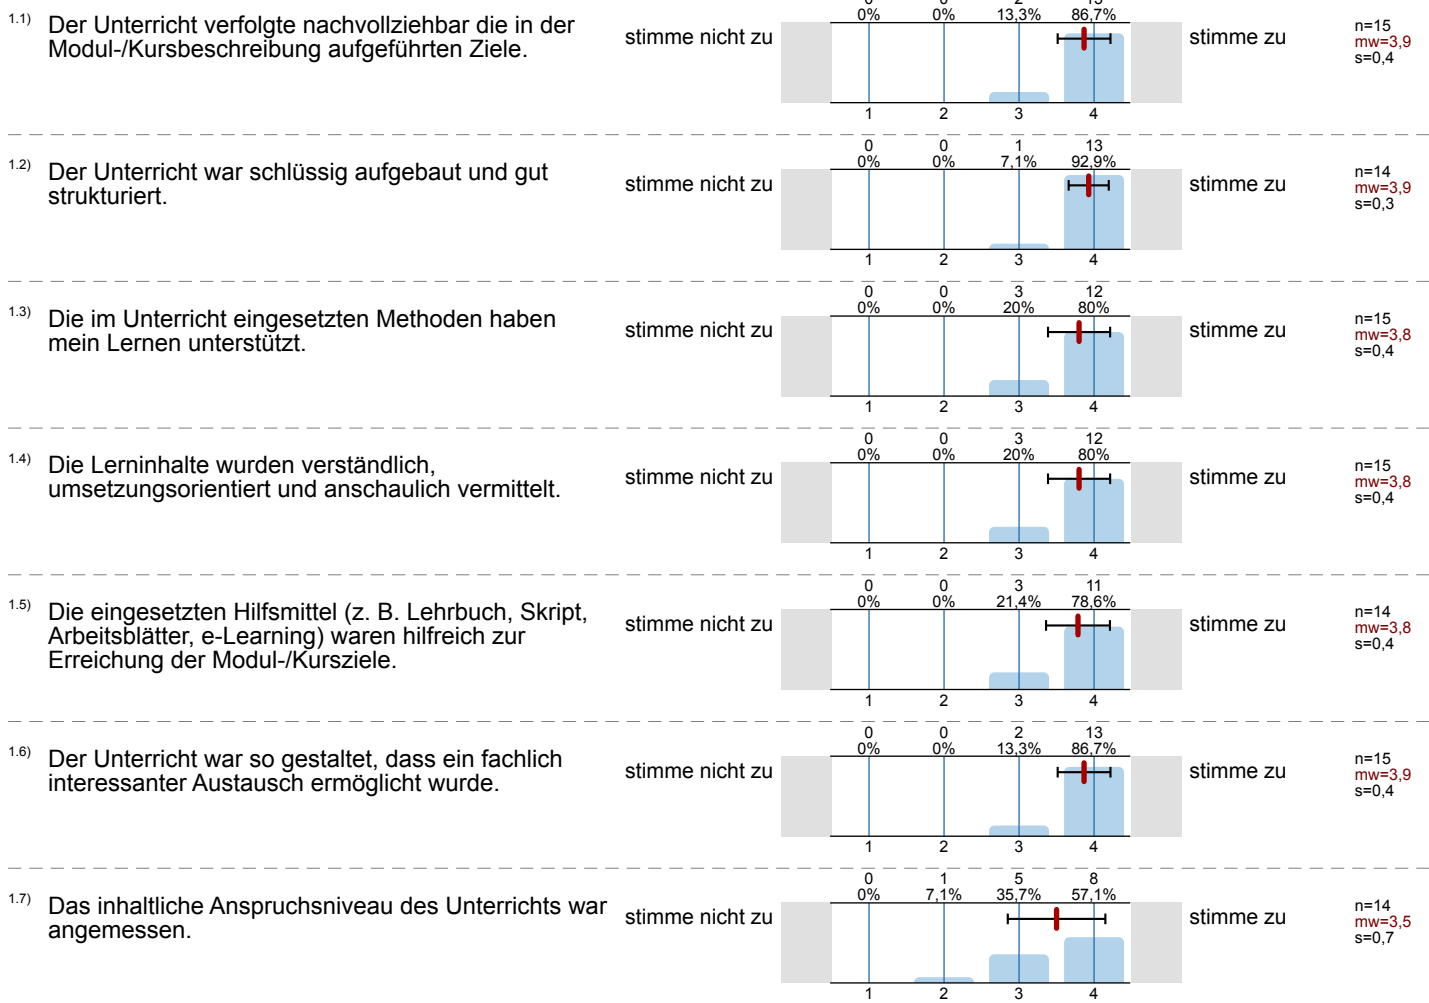 0 0 2 13
0% 0% 13,3% 86,7%
1.1) Der Unterricht verfolgte nachvollziehbar die in der
Modul-/Kursbeschreibung aufgeführten Ziele.
stimme nicht zu
stimme zu
n=15
mw=3,9
s=0,4
1 2 3 4
0 0 1 13
0% 0% 7,1% 92,9%
1.2) Der Unterricht war schlüssig aufgebaut und gut
strukturiert.
stimme nicht zu
stimme zu
n=14
mw=3,9
s=0,3
1 2 3 4
0 0 3 12
0% 0% 20% 80%
1.3) Die im Unterricht eingesetzten Methoden haben
mein Lernen unterstützt.
stimme nicht zu
stimme zu
n=15
mw=3,8
s=0,4
1 2 3 4
0 0 3 12
0% 0% 20% 80%
1.4) Die Lerninhalte wurden verständlich,
umsetzungsorientiert und anschaulich vermittelt.
stimme nicht zu
stimme zu
n=15
mw=3,8
s=0,4
1 2 3 4
0 0 3 11
0% 0% 21,4% 78,6%
1.5) Die eingesetzten Hilfsmittel (z. B. Lehrbuch, Skript,
Arbeitsblätter, e-Learning) waren hilfreich zur
Erreichung der Modul-/Kursziele.
stimme nicht zu
stimme zu
n=14
mw=3,8
s=0,4
1 2 3 4
0 0 2 13
0% 0% 13,3% 86,7%
1.6) Der Unterricht war so gestaltet, dass ein fachlich
interessanter Austausch ermöglicht wurde.
stimme nicht zu
stimme zu
n=15
mw=3,9
s=0,4
1 2 3 4
0 1 5 8
0% 7,1% 35,7% 57,1%
1.7) Das inhaltliche Anspruchsniveau des Unterrichts war
angemessen.
stimme nicht zu
stimme zu
n=14
mw=3,5
s=0,7
1 2 3 4